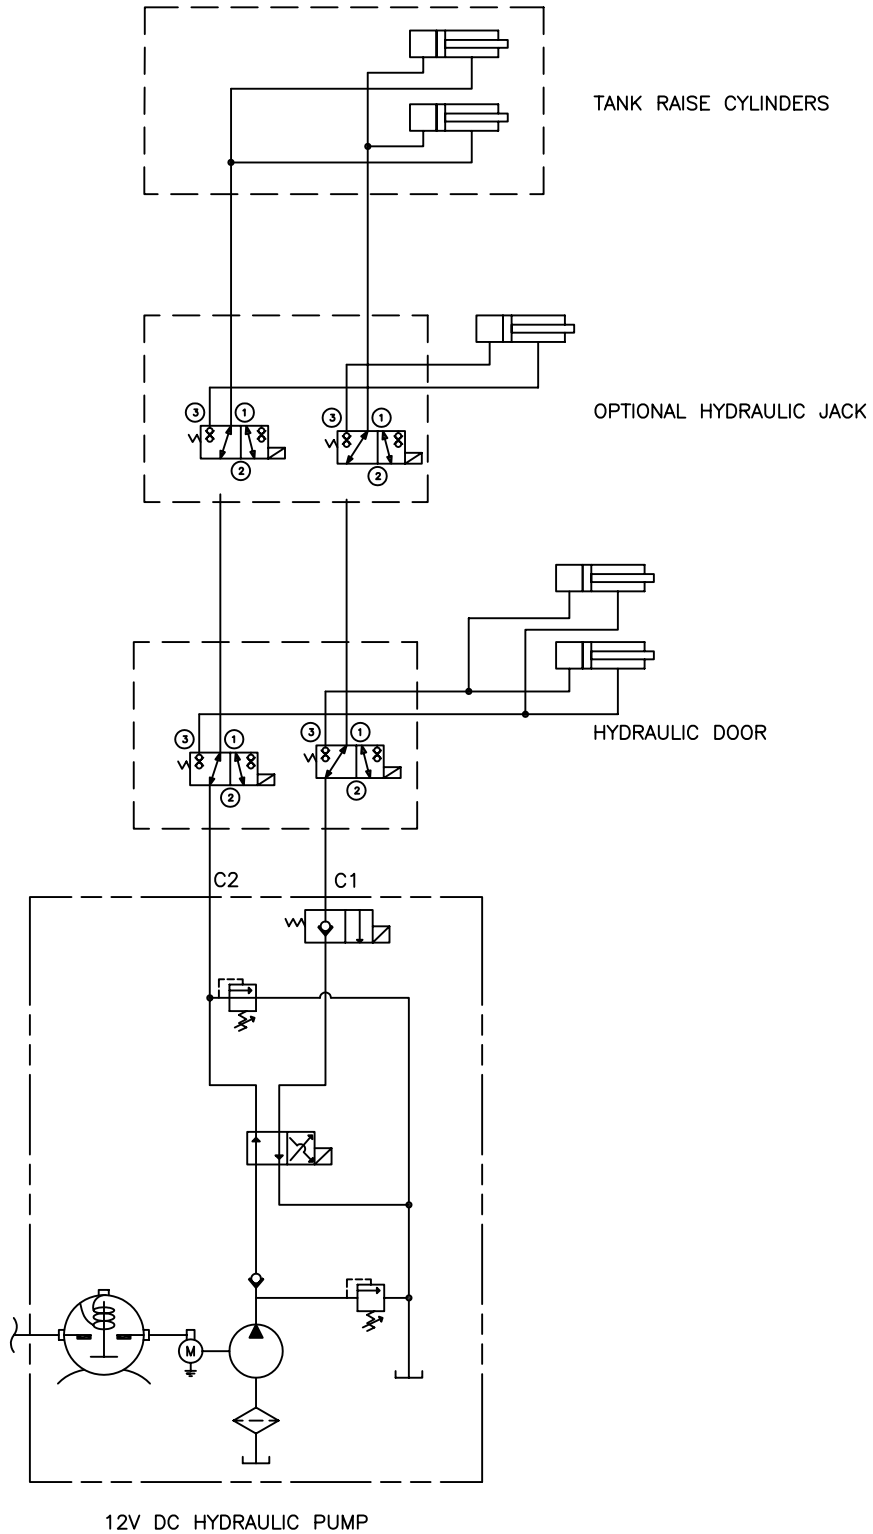 TANK RAISE CYLINDERS
3 1 3 1
OPTIONAL HYDRAULIC JACK
2 2
3 1 3 1
HYDRAULIC DOOR
2 2
C2 C1
M
12V DC HYDRAULIC PUMP